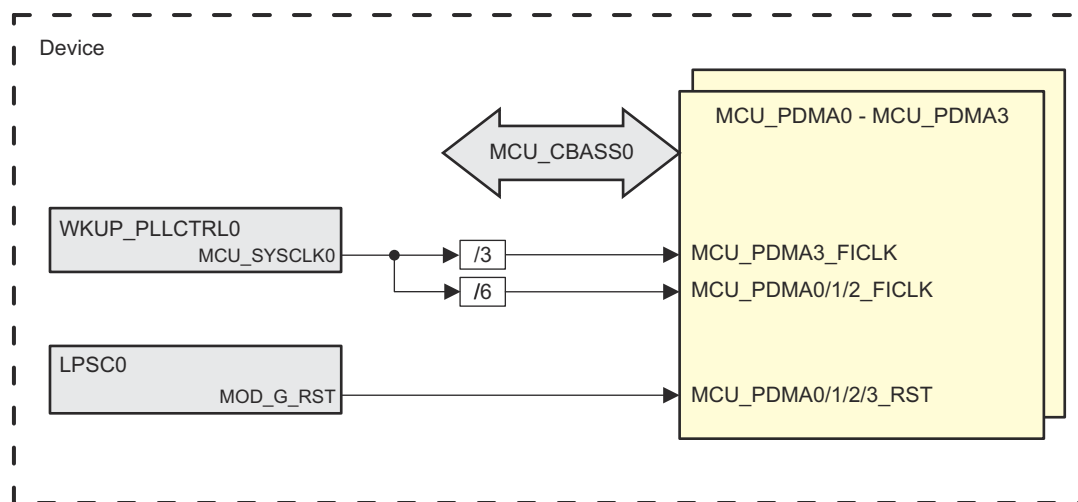 Device
MCU_PDMA0 - MCU_PDMA3
MCU_CBASS0
WKUP_PLLCTRL0
MCU_SYSCLK0
/3
MCU_PDMA3_FICLK
/6
MCU_PDMA0/1/2_FICLK
LPSC0
MOD_G_RST
MCU_PDMA0/1/2/3_RST